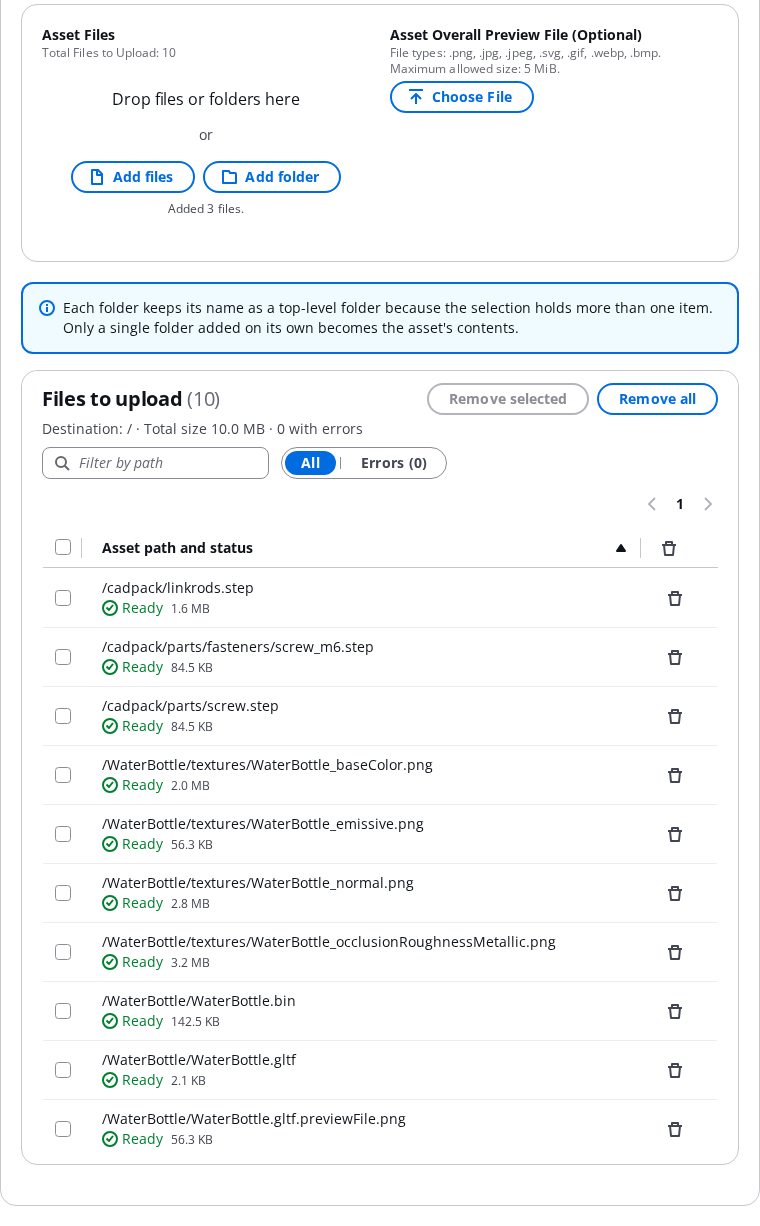 Asset Files
Total Files to Upload: 10
Drop files or folders here
or
Add files
Add folder
Added 3 files.
Asset Overall Preview File (Optional)
File types: .png, .jpg, .jpeg, .svg, .gif, .webp, .bmp.
Maximum allowed size: 5 MiB.
Choose File
Each folder keeps its name as a top-level folder because the selection holds more than one item.
Only a single folder added on its own becomes the asset's contents.
Files to upload (10)
Remove selected
Remove all
Destination: / · Total size 10.0 MB · 0 with errors
Filter by path
All
Errors (0)
1
Asset path and status
/cadpack/linkrods.step
Ready 1.6 MB
/cadpack/parts/fasteners/screw_m6.step
Ready 84.5 KB
/cadpack/parts/screw.step
Ready 84.5 KB
/WaterBottle/textures/WaterBottle_baseColor.png
Ready 2.0 MB
/WaterBottle/textures/WaterBottle_emissive.png
Ready 56.3 KB
/WaterBottle/textures/WaterBottle_normal.png
Ready 2.8 MB
/WaterBottle/textures/WaterBottle_occlusionRoughnessMetallic.png
Ready 3.2 MB
/WaterBottle/WaterBottle.bin
Ready 142.5 KB
/WaterBottle/WaterBottle.gltf
Ready 2.1 KB
/WaterBottle/WaterBottle.gltf.previewFile.png
Ready 56.3 KB